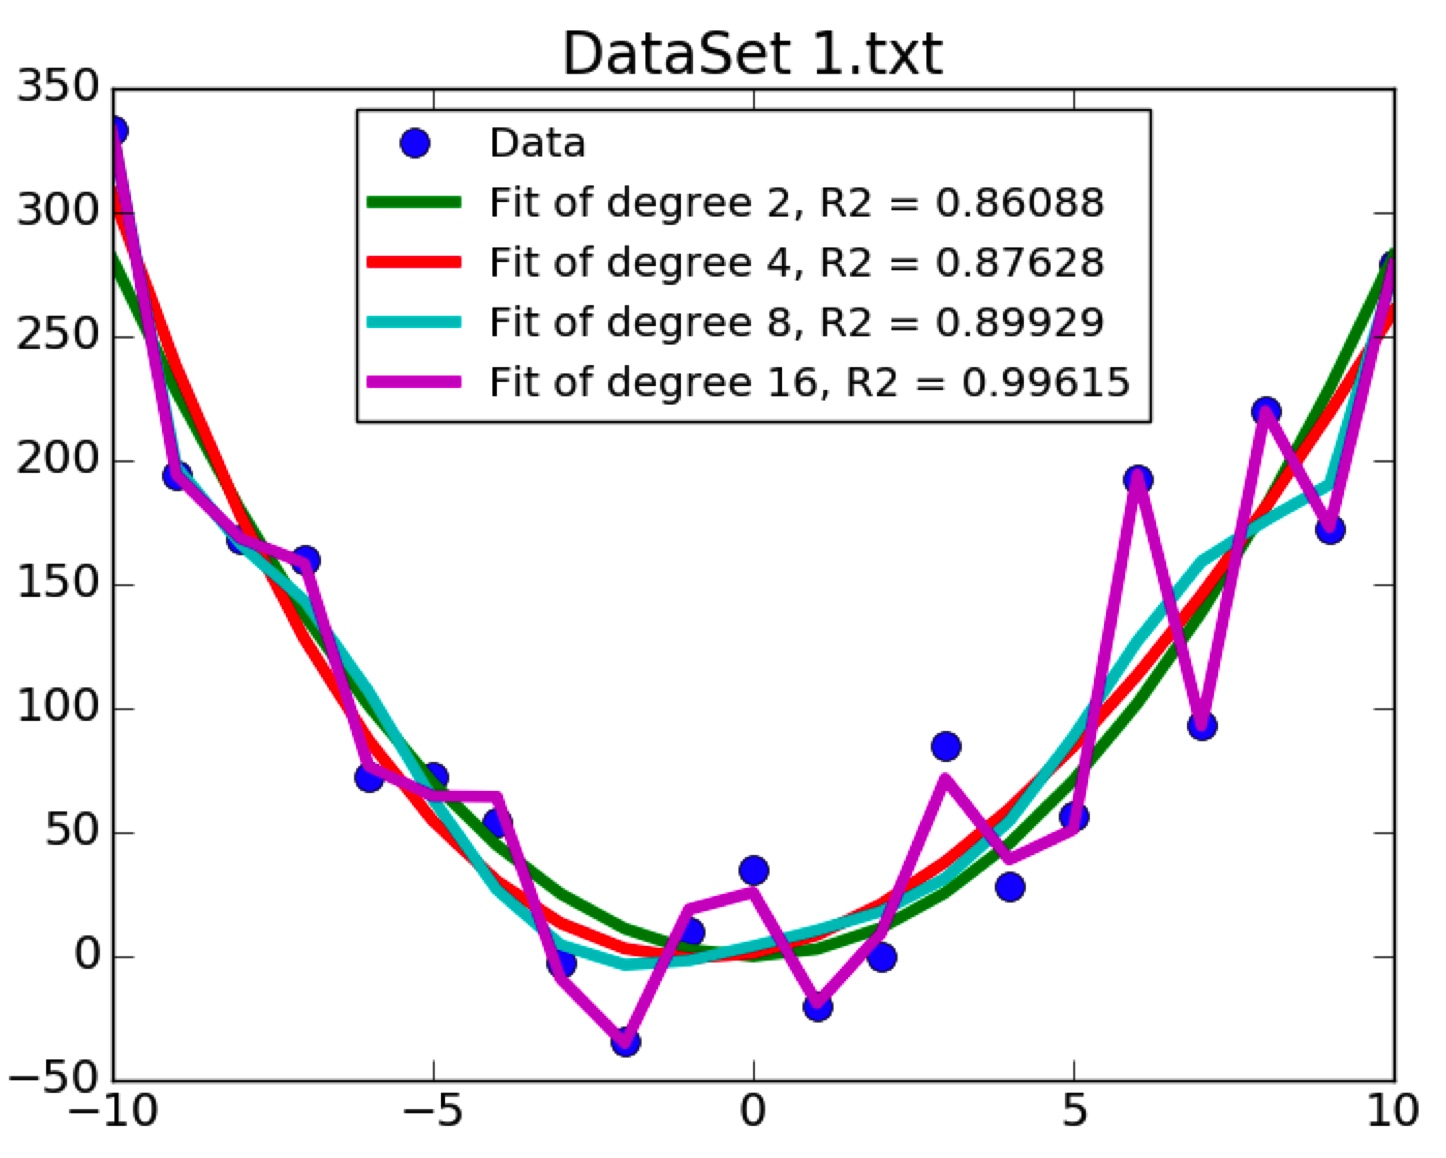 DataSet 1.txt
350
300
250
200
150
100
50
0
−50
Data
Fit of degree 2, R2 = 0.86088
Fit of degree 4, R2 = 0.87628
Fit of degree 8, R2 = 0.89929
Fit of degree 16, R2 = 0.99615
−10 −5 0 5 10